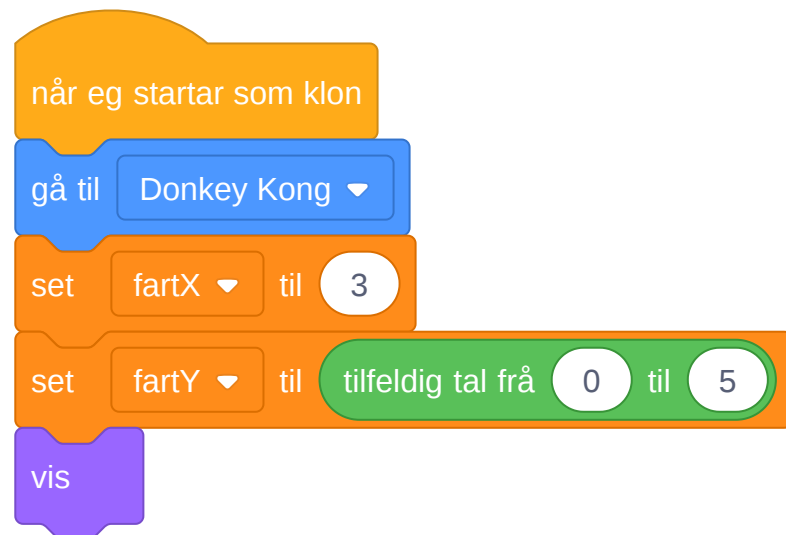 når eg startar som klon
gå til Donkey Kong
set fartX til 3
set fartY til tilfeldig tal frå 0 til 5
vis